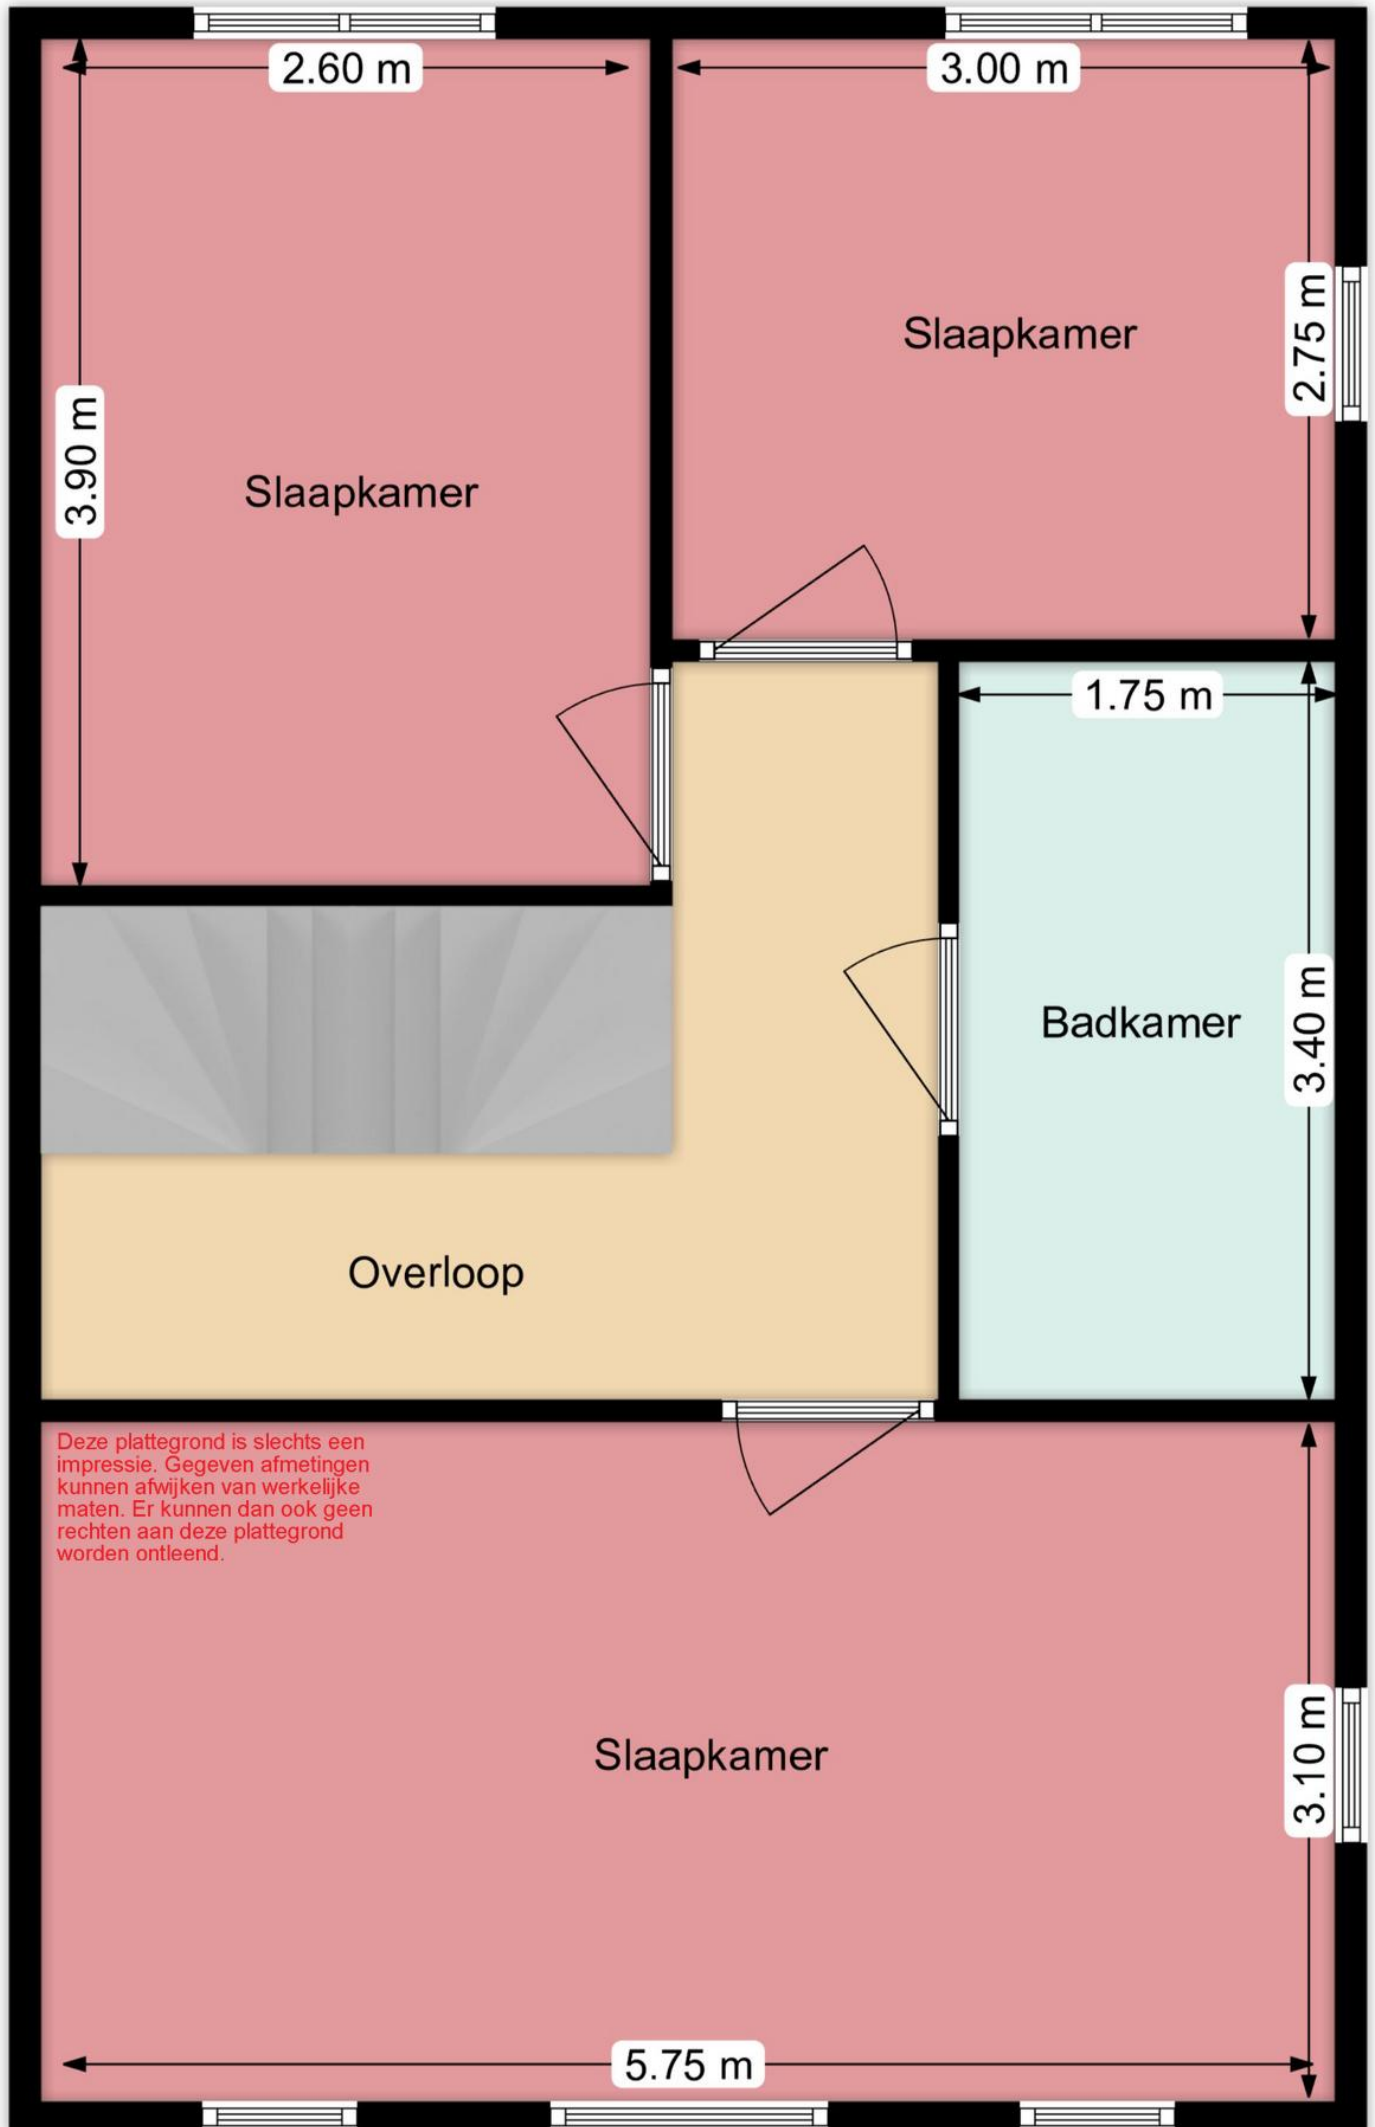 2.60 m
3.00 m
Slaapkamer
2.75 m
3.90 m
Slaapkamer
1.75 m
Badkamer
3.40 m
Overloop
Deze plattegrond is slechts een
impressie. Gegeven afmetingen
kunnen afwijken van werkelijke
maten. Er kunnen dan ook geen
rechten aan deze plattegrond
worden ontleend.
Slaapkamer
3.10 m
5.75 m